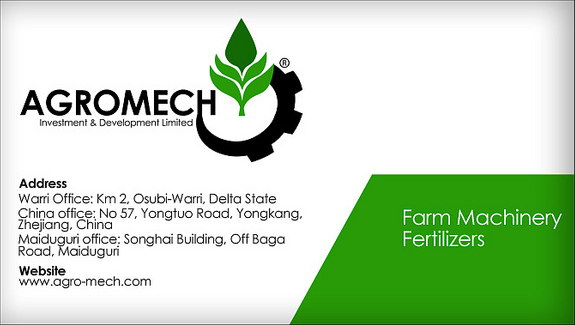 ®
AGROMECH
Investment & Development Limited
Address
Warri Office: Km 2, Osubi-Warri, Delta State
China office: No 57, Yongtuo Road, Yongkang,
Zhejiang, China
Maiduguri office: Songhai Building, Off Baga
Road, Maiduguri
Website
www.agro-mech.com
Farm Machinery
Fertilizers